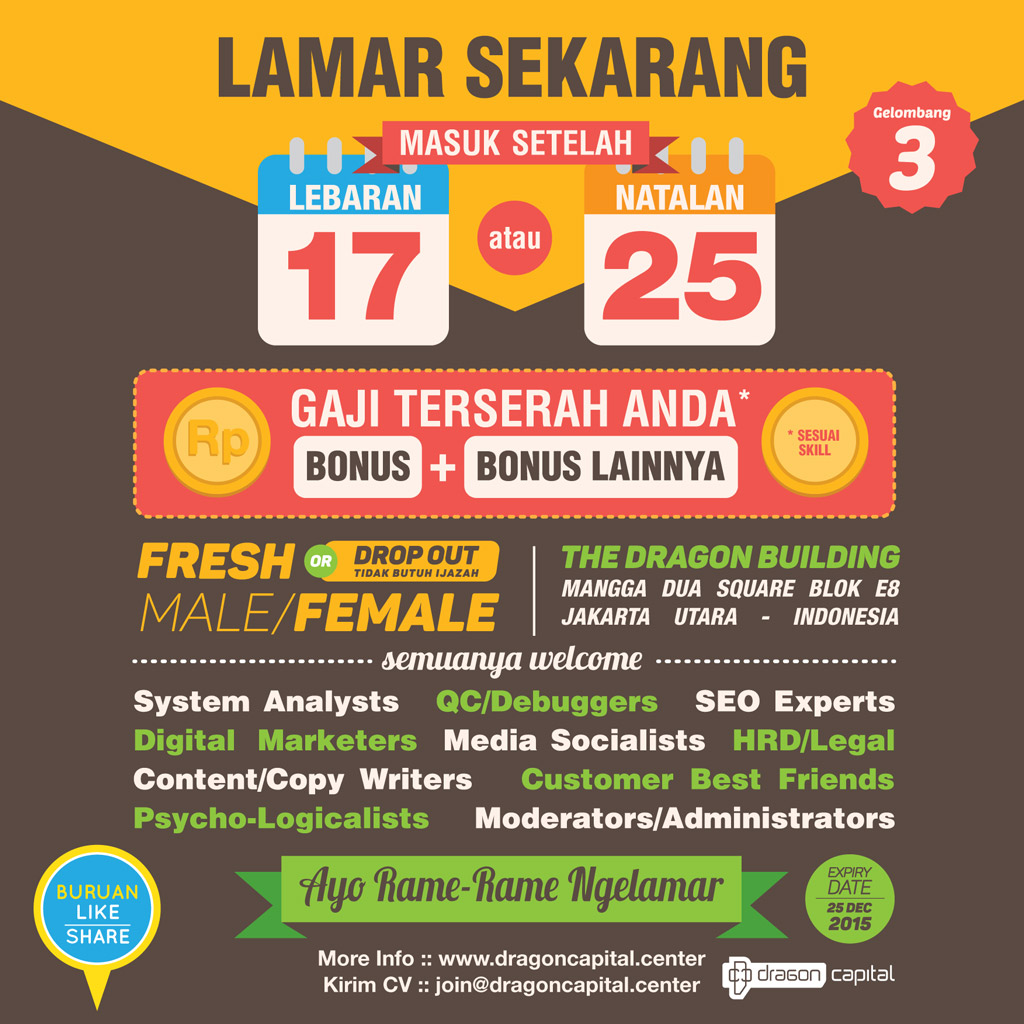 LAMAR SEKARANG
Gelombang
3
MASUK SETELAH
LEBARAN
17
atau
NATALAN
25
Rp
GAJI TERSERAH ANDA*
BONUS + BONUS LAINNYA
* SESUAI
SKILL
FRESH OR DROP OUT
TIDAK BUTUH IJAZAH
MALE/FEMALE
THE DRAGON BUILDING
MANGGA DUA SQUARE BLOK E8
JAKARTA UTARA - INDONESIA
semuanya welcome
System Analysts QC/Debuggers SEO Experts
Digital Marketers Media Socialists HRD/Legal
Content/Copy Writers Customer Best Friends
Psycho-Logicalists Moderators/Administrators
BURUAN
LIKE
SHARE
Ayo Rame-Rame Ngelamar
EXPIRY
DATE
25 DEC
2015
More Info :: www.dragoncapital.center
Kirim CV :: join@dragoncapital.center
dragon capital